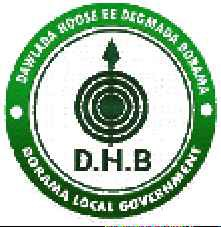 DAWLADA HOOSE EE DEGMADA BORAMA
D.H.B
BORAMA LOCAL GOVERNMENT